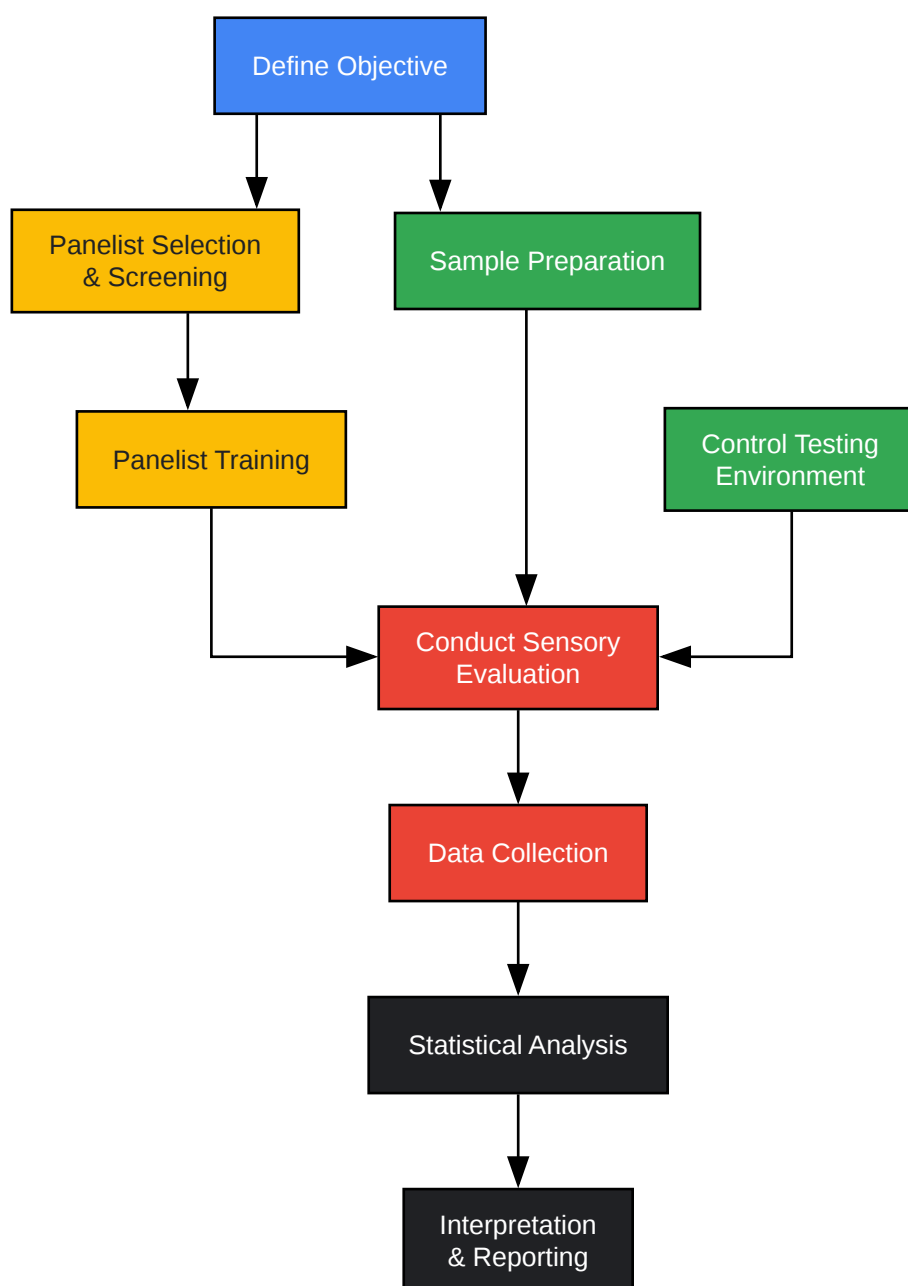 Define Objective
Panelist Selection
& Screening
Sample Preparation
Panelist Training
Control Testing
Environment
Conduct Sensory
Evaluation
Data Collection
Statistical Analysis
Interpretation
& Reporting